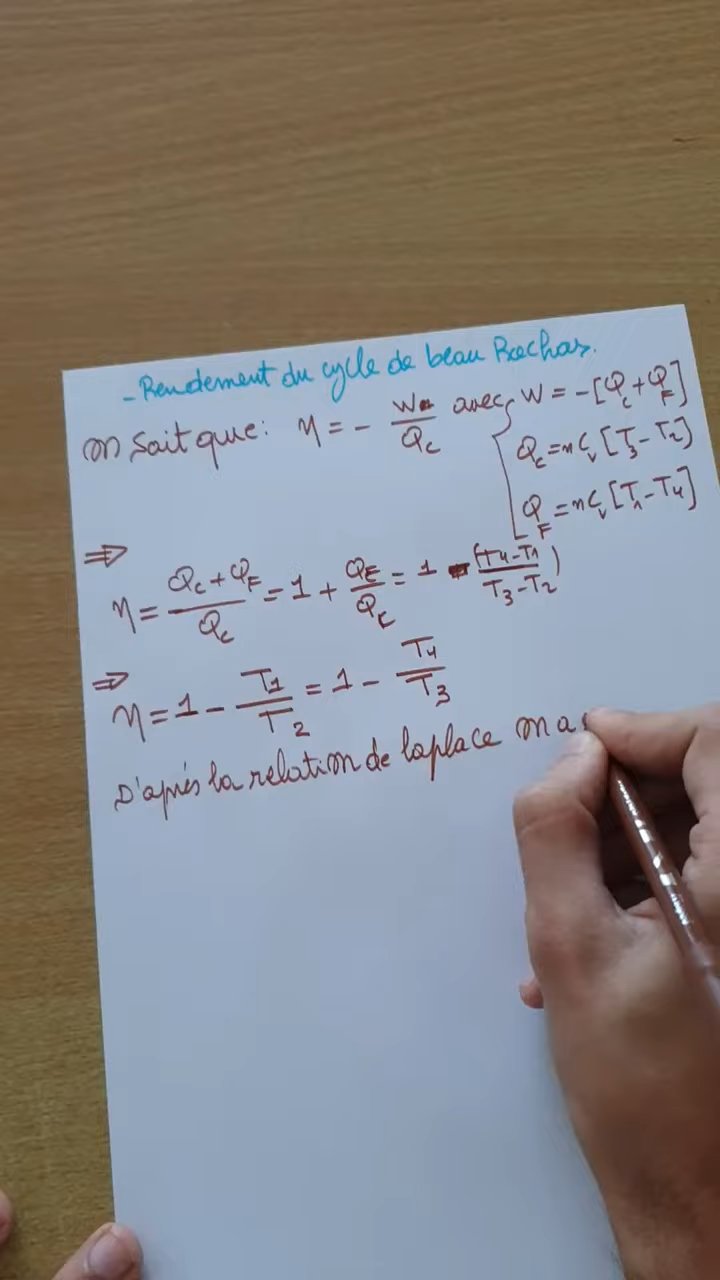 - Rendement du cycle de beau Rochas.
on sait que : η = - W/Qc avec { W = -[Qc + QF]
Qc = nCv [T3 - T2]
QF = nCv [T1 - T4]
⇒
η = (Qc + QF)/Qc = 1 + QF/Qc = 1 - (T4 - T1 / T3 - T2)
⇒
η = 1 - T1/T2 = 1 - T4/T3
D'après la relation de laplace on a